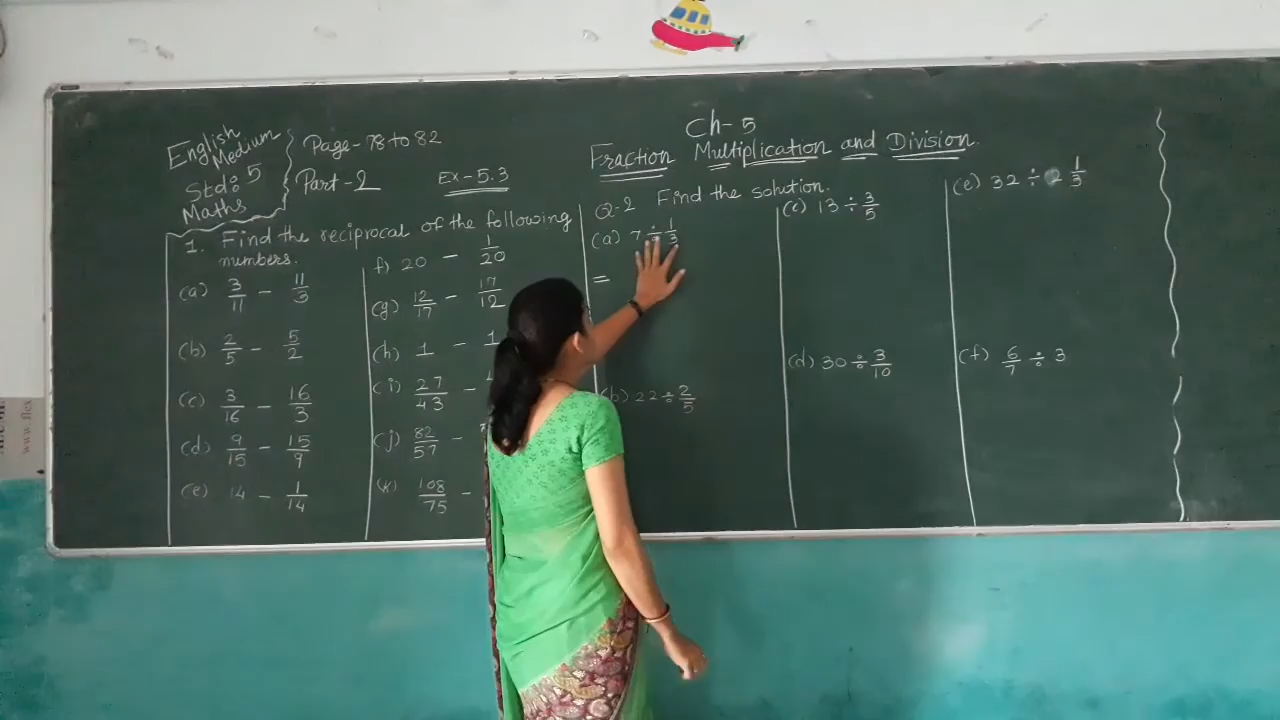 English
Medium
Std: 5
Maths
Page-78 to 82
Part-2
Ex-5.3
Ch-5
Fraction Multiplication and Division
1. Find the reciprocal of the following
numbers.
(a) 3/11 - 11/3
(b) 2/5 - 5/2
(c) 3/16 - 16/3
(d) 9/15 - 15/9
(e) 14 - 1/14
f) 20 - 1/20
(g) 12/17 - 17/12
(h) 1 - 1
(i) 27/43 -
(j) 82/57 -
(k) 108/75 -
Q-2 Find the solution.
(a) 7 ÷ 1/3
=
(b) 22 ÷ 2/5
(c) 13 ÷ 3/5
(d) 30 ÷ 3/10
(e) 32 ÷ 2 1/3
(f) 6/7 ÷ 3